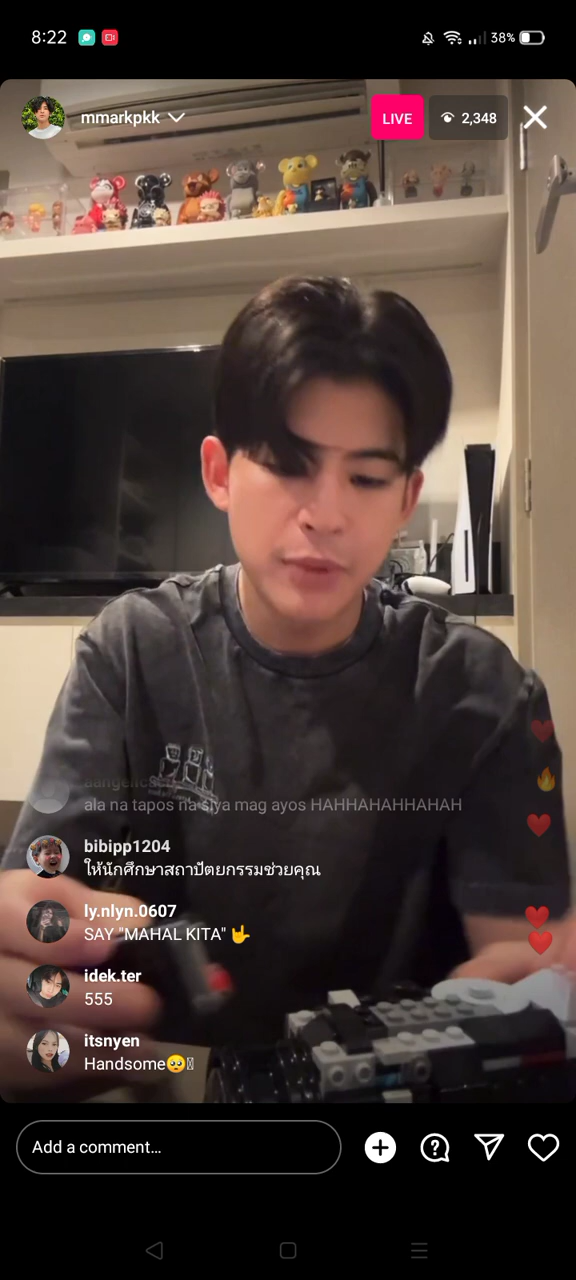 8:22
38%
mmarkpkk
LIVE
2,348
ala na tapos na siya mag ayos HAHHAHAHHAHAH
bibipp1204
ให้นักศึกษาสถาปัตยกรรมช่วยคุณ
ly.nlyn.0607
SAY "MAHAL KITA" 🤟
idek.ter
555
itsnyen
Handsome🥺
Add a comment...